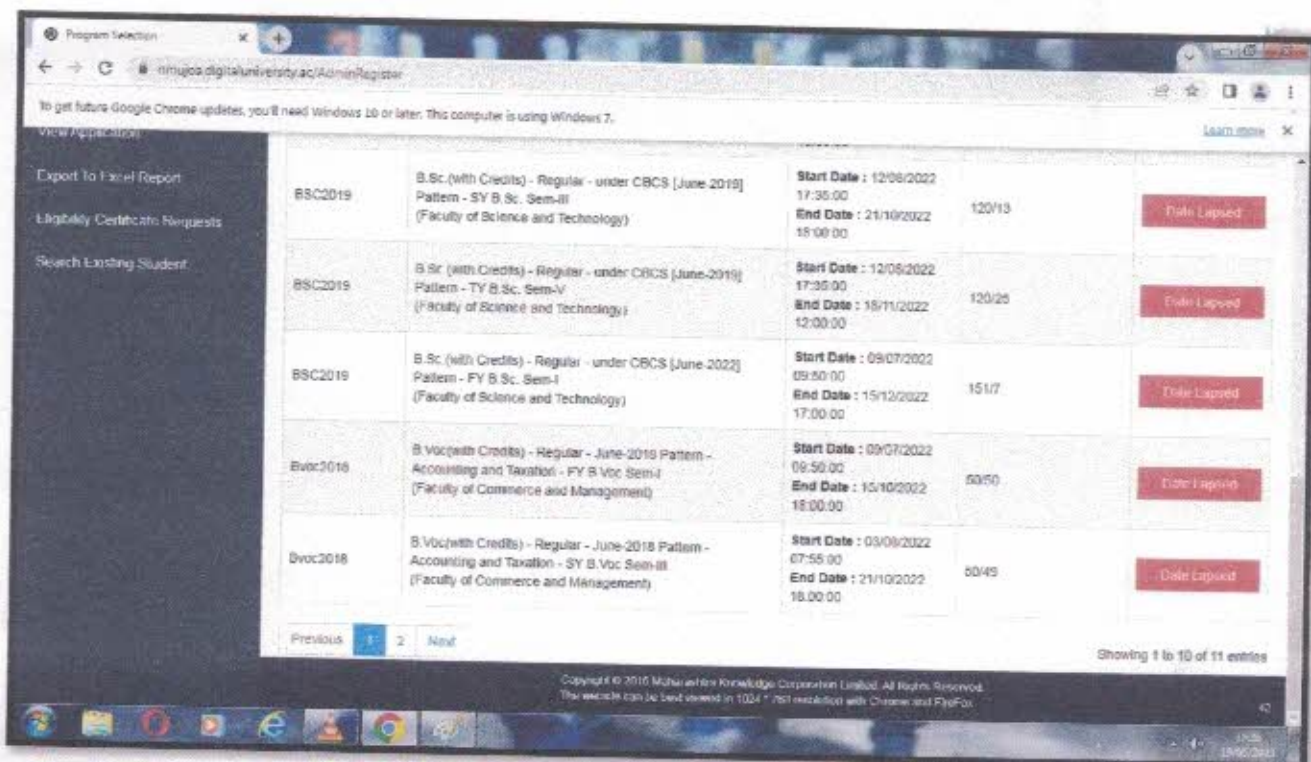 Program Selection
nmujoa.digitaluniversity.ac/AdminRegister
To get future Google Chrome updates, you'll need Windows 10 or later. This computer is using Windows 7.
Learn more
View Application
Export To Excel Report
Eligibility Certificate Requests
Search Existing Student
BSC2019
B.Sc.(with Credits) - Regular - under CBCS [June-2019]
Pattern - SY B.Sc. Sem-III
(Faculty of Science and Technology)
Start Date : 12/08/2022
17:35:00
End Date : 21/10/2022
18:00:00
120/13
Date Lapsed
BSC2019
B.Sc.(with Credits) - Regular - under CBCS [June-2019]
Pattern - TY B.Sc. Sem-V
(Faculty of Science and Technology)
Start Date : 12/08/2022
17:35:00
End Date : 18/11/2022
12:00:00
Date Lapsed
BSC2019
B.Sc.(with Credits) - Regular - under CBCS [June-2022]
Pattern - FY B.Sc. Sem-I
(Faculty of Science and Technology)
Start Date : 09/07/2022
09:50:00
End Date : 15/12/2022
17:00:00
151/7
Date Lapsed
Bvoc2018
B.Voc(with Credits) - Regular - June-2018 Pattern -
Accounting and Taxation - FY B.Voc Sem-I
(Faculty of Commerce and Management)
Start Date : 09/07/2022
09:50:00
End Date : 15/10/2022
18:00:00
50/50
Date Lapsed
Bvoc2018
B.Voc(with Credits) - Regular - June-2018 Pattern -
Accounting and Taxation - SY B.Voc Sem-III
(Faculty of Commerce and Management)
Start Date : 03/08/2022
07:55:00
End Date : 21/10/2022
18:00:00
Date Lapsed
Previous 1 2 Next
Showing 1 to 10 of 11 entries
Copyright © 2016 Maharashtra Knowledge Corporation Limited. All Rights Reserved.
The website can be best viewed in 1024 * 768 resolution with Chrome and FireFox